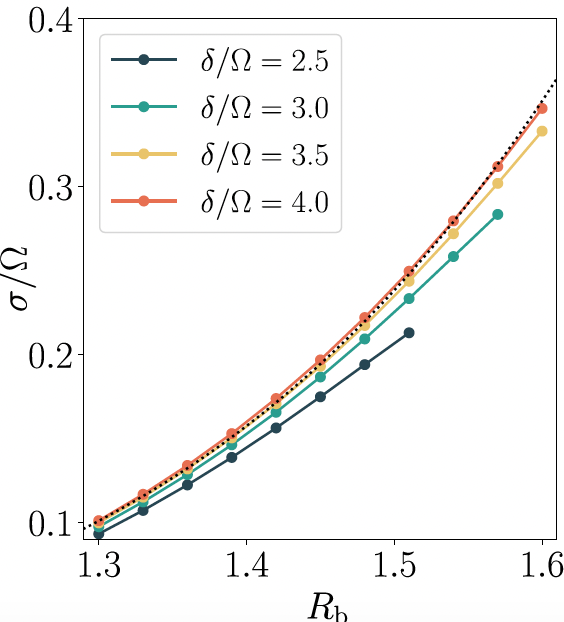 0.4
0.3
0.2
0.1
σ/Ω
δ/Ω = 2.5
δ/Ω = 3.0
δ/Ω = 3.5
δ/Ω = 4.0
1.3 1.4 1.5 1.6
R_b